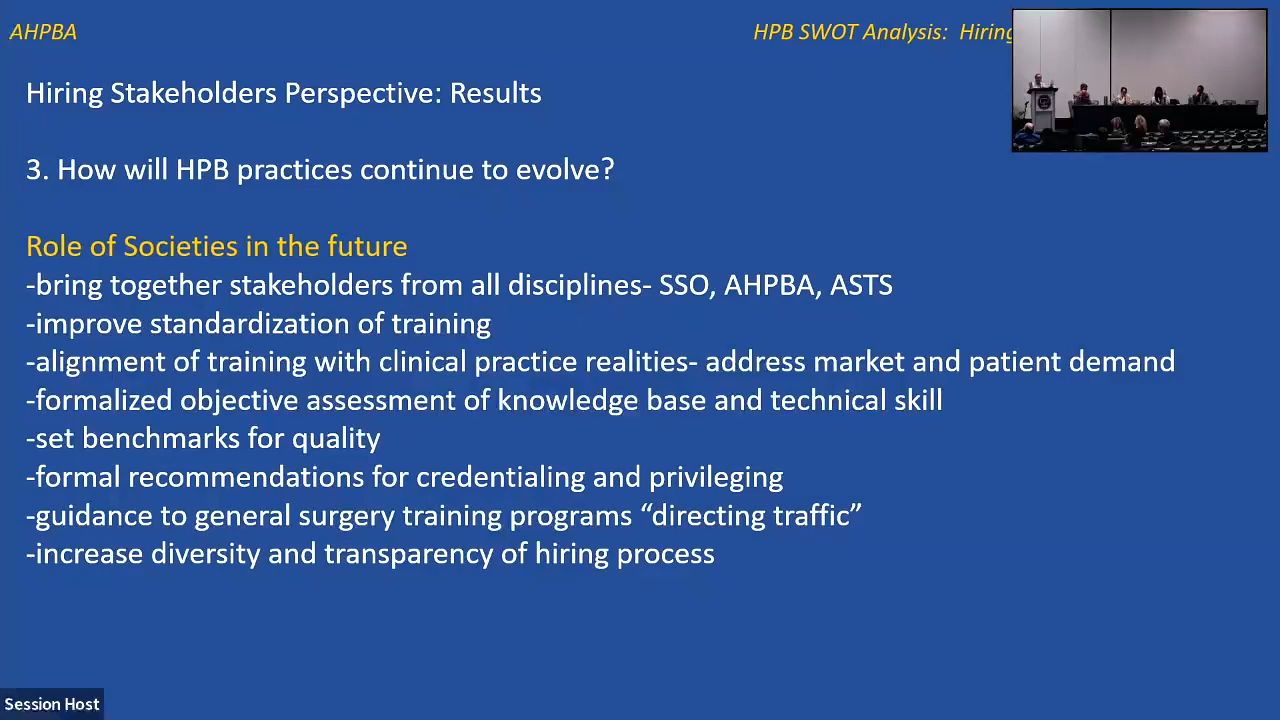 AHPBA
HPB SWOT Analysis: Hiring
Hiring Stakeholders Perspective: Results
3. How will HPB practices continue to evolve?
Role of Societies in the future
-bring together stakeholders from all disciplines- SSO, AHPBA, ASTS
-improve standardization of training
-alignment of training with clinical practice realities- address market and patient demand
-formalized objective assessment of knowledge base and technical skill
-set benchmarks for quality
-formal recommendations for credentialing and privileging
-guidance to general surgery training programs “directing traffic”
-increase diversity and transparency of hiring process
Session Host